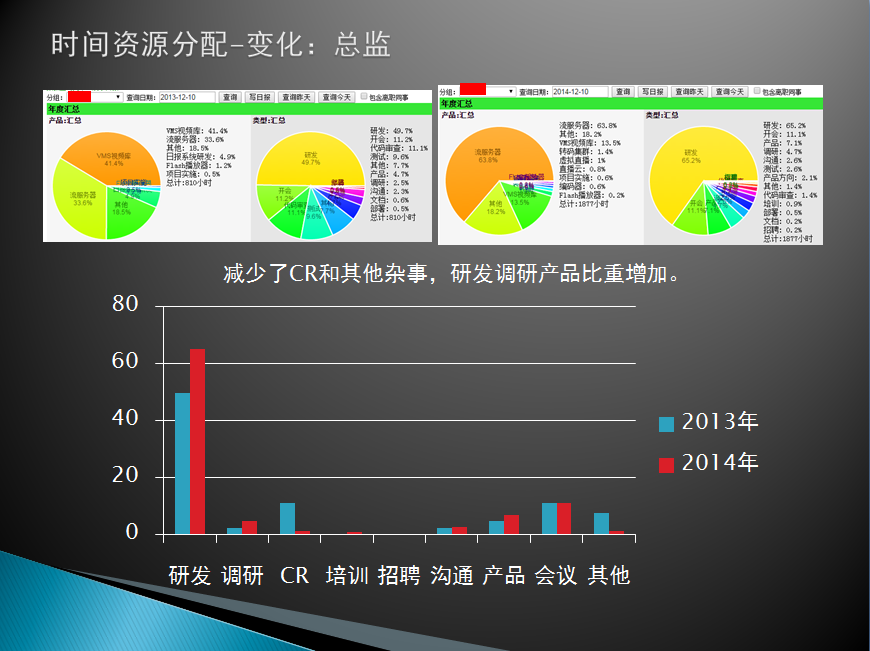 时间资源分配-变化：总监
分组：
查询日期：
2013-12-10
查询
写日报
查询昨天
查询今天
包含离职同事
年度汇总
产品:汇总
VMS视频库
41.4%
流服务器
33.6%
其他
18.5%
VMS视频库: 41.4%
流服务器: 33.6%
其他: 18.5%
日报系统研发: 4.9%
Flash播放器: 1.2%
项目实施: 0.5%
总计:810小时
类型:汇总
研发
49.7%
开会
11.2%
代码审查
11.1%
9.6%
研发: 49.7%
开会: 11.2%
代码审查: 11.1%
测试: 9.6%
其他: 7.7%
产品: 4.7%
调研: 2.5%
沟通: 2.3%
文档: 0.6%
部署: 0.5%
总计:810小时
分组：
查询日期：
2014-12-10
查询
写日报
查询昨天
查询今天
包含离职同事
年度汇总
产品:汇总
流服务器
63.8%
其他
18.2%
VMS视频库
13.5%
流服务器: 63.8%
其他: 18.2%
VMS视频库: 13.5%
转码集群: 1.4%
虚拟直播: 1%
直播云: 0.8%
项目实施: 0.6%
编码器: 0.6%
Flash播放器: 0.2%
总计:1877小时
类型:汇总
研发
65.2%
开会
11.1%
研发: 65.2%
开会: 11.1%
产品: 7.1%
调研: 4.7%
沟通: 2.6%
测试: 2.6%
产品方向: 2.1%
其他: 1.4%
代码审查: 1.4%
培训: 0.9%
部署: 0.5%
文档: 0.2%
招聘: 0.2%
总计:1877小时
减少了CR和其他杂事，研发调研产品比重增加。
80
60
40
20
0
研发 调研 CR 培训 招聘 沟通 产品 会议 其他
2013年
2014年